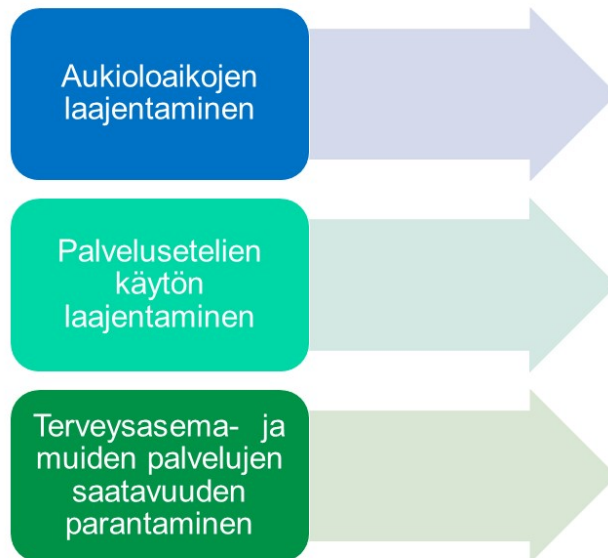 Aukioloaikojen
laajentaminen
Palvelusetelien
käytön
laajentaminen
Terveysasema- ja
muiden palvelujen
saatavuuden
parantaminen